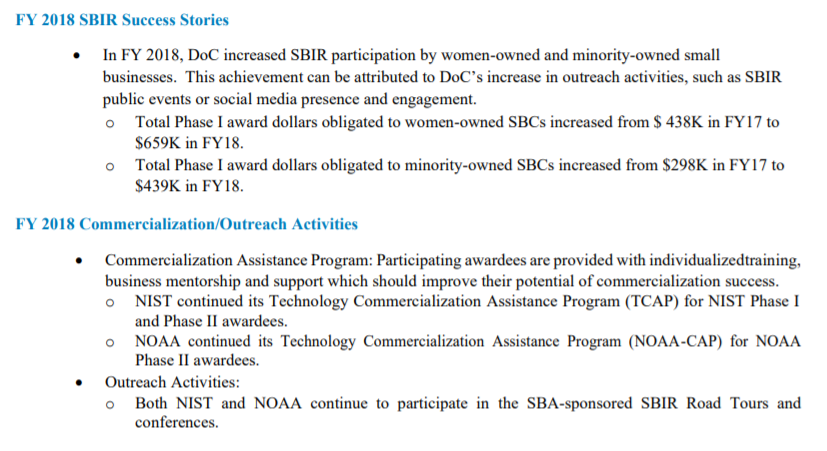 FY 2018 SBIR Success Stories
• In FY 2018, DoC increased SBIR participation by women-owned and minority-owned small
businesses. This achievement can be attributed to DoC’s increase in outreach activities, such as SBIR
public events or social media presence and engagement.
o Total Phase I award dollars obligated to women-owned SBCs increased from $ 438K in FY17 to
$659K in FY18.
o Total Phase I award dollars obligated to minority-owned SBCs increased from $298K in FY17 to
$439K in FY18.
FY 2018 Commercialization/Outreach Activities
• Commercialization Assistance Program: Participating awardees are provided with individualizedtraining,
business mentorship and support which should improve their potential of commercialization success.
o NIST continued its Technology Commercialization Assistance Program (TCAP) for NIST Phase I
and Phase II awardees.
o NOAA continued its Technology Commercialization Assistance Program (NOAA-CAP) for NOAA
Phase II awardees.
• Outreach Activities:
o Both NIST and NOAA continue to participate in the SBA-sponsored SBIR Road Tours and
conferences.